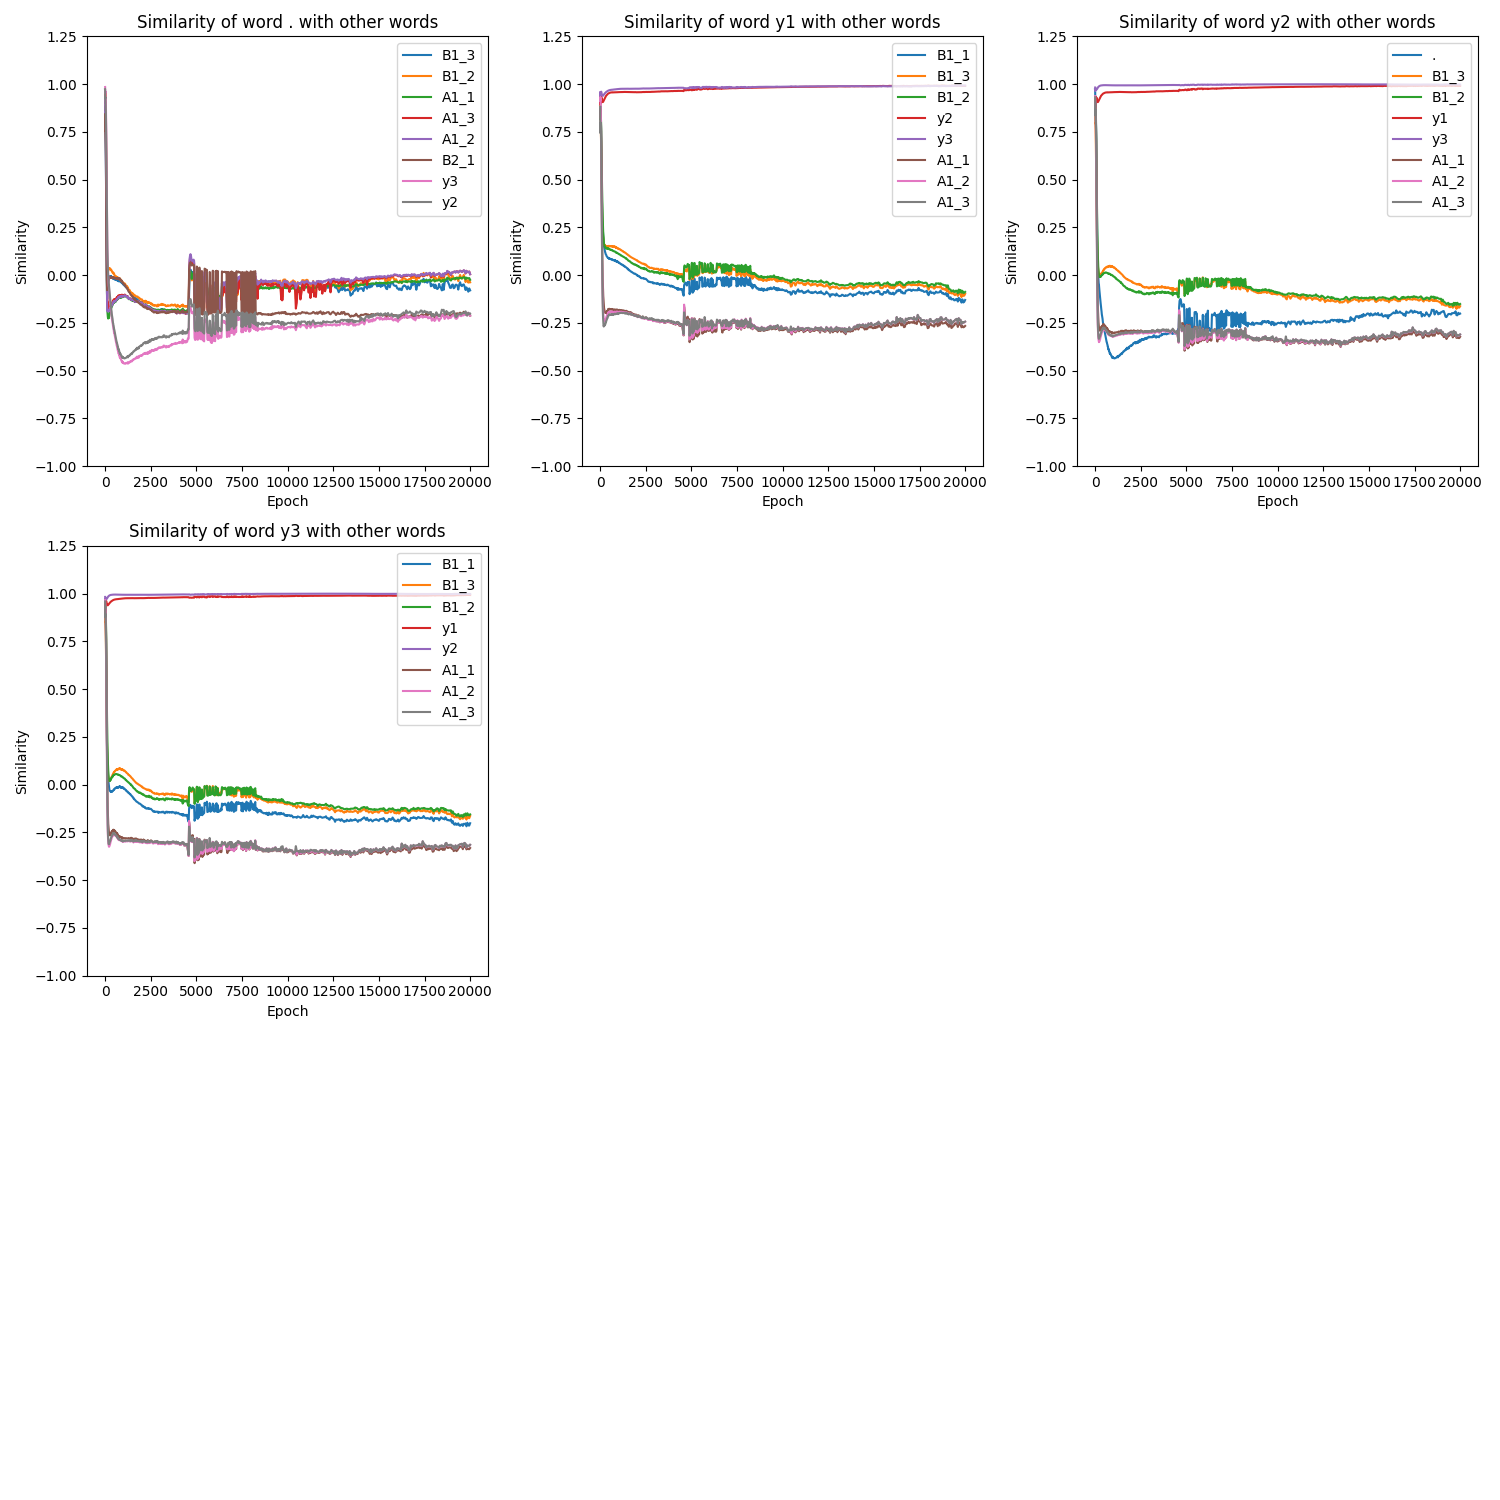 Similarity of word . with other words
1.25
1.00
0.75
0.50
0.25
0.00
−0.25
−0.50
−0.75
−1.00
Similarity
B1_3
B1_2
A1_1
A1_3
A1_2
B2_1
y3
y2
0 2500 5000 7500 10000 12500 15000 17500 20000
Epoch
Similarity of word y1 with other words
1.25
1.00
0.75
0.50
0.25
0.00
−0.25
−0.50
−0.75
−1.00
Similarity
B1_1
B1_3
B1_2
y2
y3
A1_1
A1_2
A1_3
0 2500 5000 7500 10000 12500 15000 17500 20000
Epoch
Similarity of word y2 with other words
1.25
1.00
0.75
0.50
0.25
0.00
−0.25
−0.50
−0.75
−1.00
Similarity
.
B1_3
B1_2
y1
y3
A1_1
A1_2
A1_3
0 2500 5000 7500 10000 12500 15000 17500 20000
Epoch
Similarity of word y3 with other words
1.25
1.00
0.75
0.50
0.25
0.00
−0.25
−0.50
−0.75
−1.00
Similarity
B1_1
B1_3
B1_2
y1
y2
A1_1
A1_2
A1_3
0 2500 5000 7500 10000 12500 15000 17500 20000
Epoch